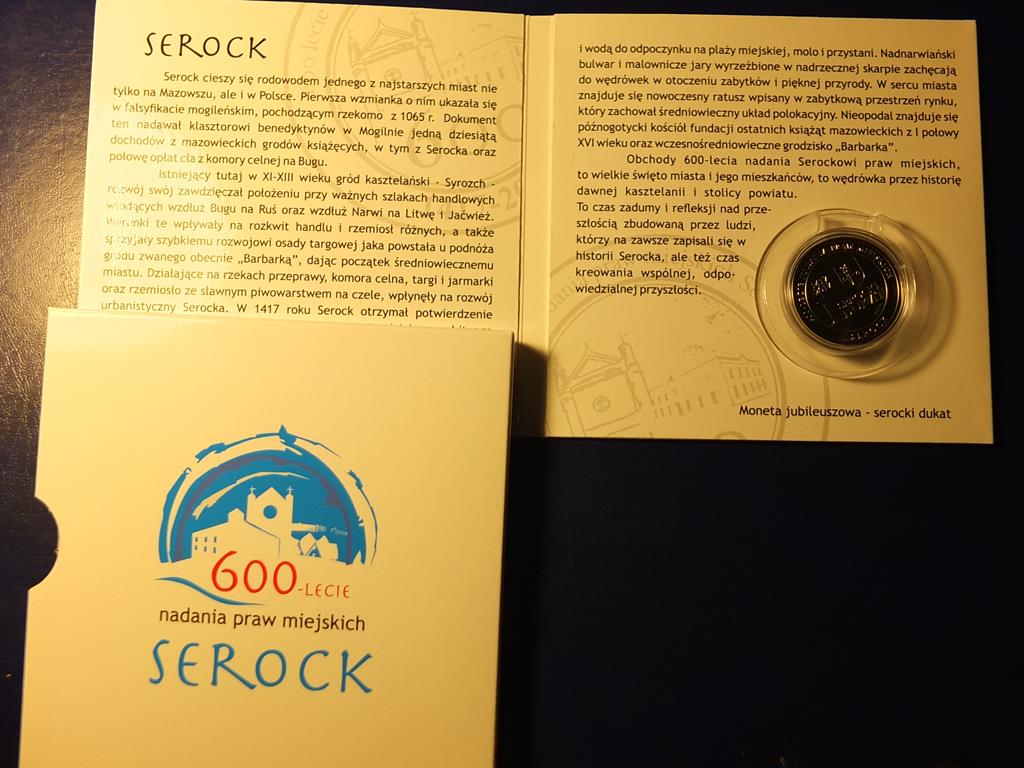 SEROCK
Serock cieszy się rodowodem jednego z najstarszych miast nie
tylko na Mazowszu, ale i w Polsce. Pierwsza wzmianka o nim ukazała się
w falsyfikacie mogileńskim, pochodzącym rzekomo z 1065 r. Dokument
ten nadawał klasztorowi benedyktynów w Mogilnie jedną dziesiątą
dochodów z mazowieckich grodów książęcych, w tym z Serocka oraz
połowę opłat cła z komory celnej na Bugu.
Istniejący tutaj w XI-XIII wieku gród kasztelański - Syrozch -
rozwój swój zawdzięczał położeniu przy ważnych szlakach handlowych
wiodących wzdłuż Bugu na Ruś oraz wzdłuż Narwi na Litwę i Jaćwież.
Warunki te wpływały na rozkwit handlu i rzemiosł różnych, a także
sprzyjały szybkiemu rozwojowi osady targowej jaka powstała u podnóża
grodu zwanego obecnie „Barbarką”, dając początek średniowiecznemu
miastu. Działające na rzekach przeprawy, komora celna, targi i jarmarki
oraz rzemiosło ze sławnym piwowarstwem na czele, wpłynęły na rozwój
urbanistyczny Serocka. W 1417 roku Serock otrzymał potwierdzenie
i wodą do odpoczynku na plaży miejskiej, molo i przystani. Nadnarwiański
bulwar i malownicze jary wyrzeźbione w nadrzecznej skarpie zachęcają
do wędrówek w otoczeniu zabytków i pięknej przyrody. W sercu miasta
znajduje się nowoczesny ratusz wpisany w zabytkową przestrzeń rynku,
który zachował średniowieczny układ polokacyjny. Nieopodal znajduje się
późnogotycki kościół fundacji ostatnich książąt mazowieckich z I połowy
XVI wieku oraz wczesnośredniowieczne grodzisko „Barbarka”.
Obchody 600-lecia nadania Serockowi praw miejskich,
to wielkie święto miasta i jego mieszkańców, to wędrówka przez historię
dawnej kasztelanii i stolicy powiatu.
To czas zadumy i refleksji nad prze-
szłością zbudowaną przez ludzi,
którzy na zawsze zapisali się w
historii Serocka, ale też czas
kreowania wspólnej, odpo-
wiedzialnej przyszłości.
SEROCK
Moneta jubileuszowa - serocki dukat
600-LECIE
nadania praw miejskich
SEROCK